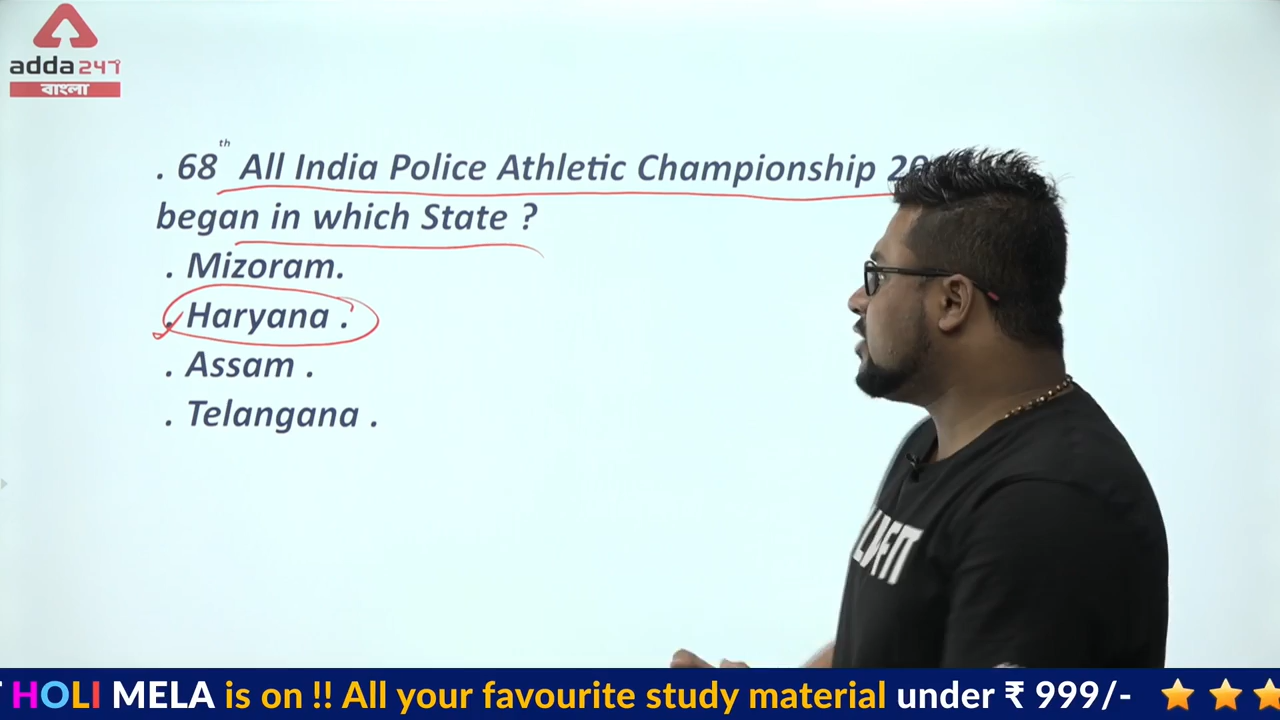 adda247
বাংলা
. 68th All India Police Athletic Championship
began in which State ?
. Mizoram.
. Haryana .
. Assam .
. Telangana .
HOLI MELA is on !! All your favourite study material under ₹ 999/-